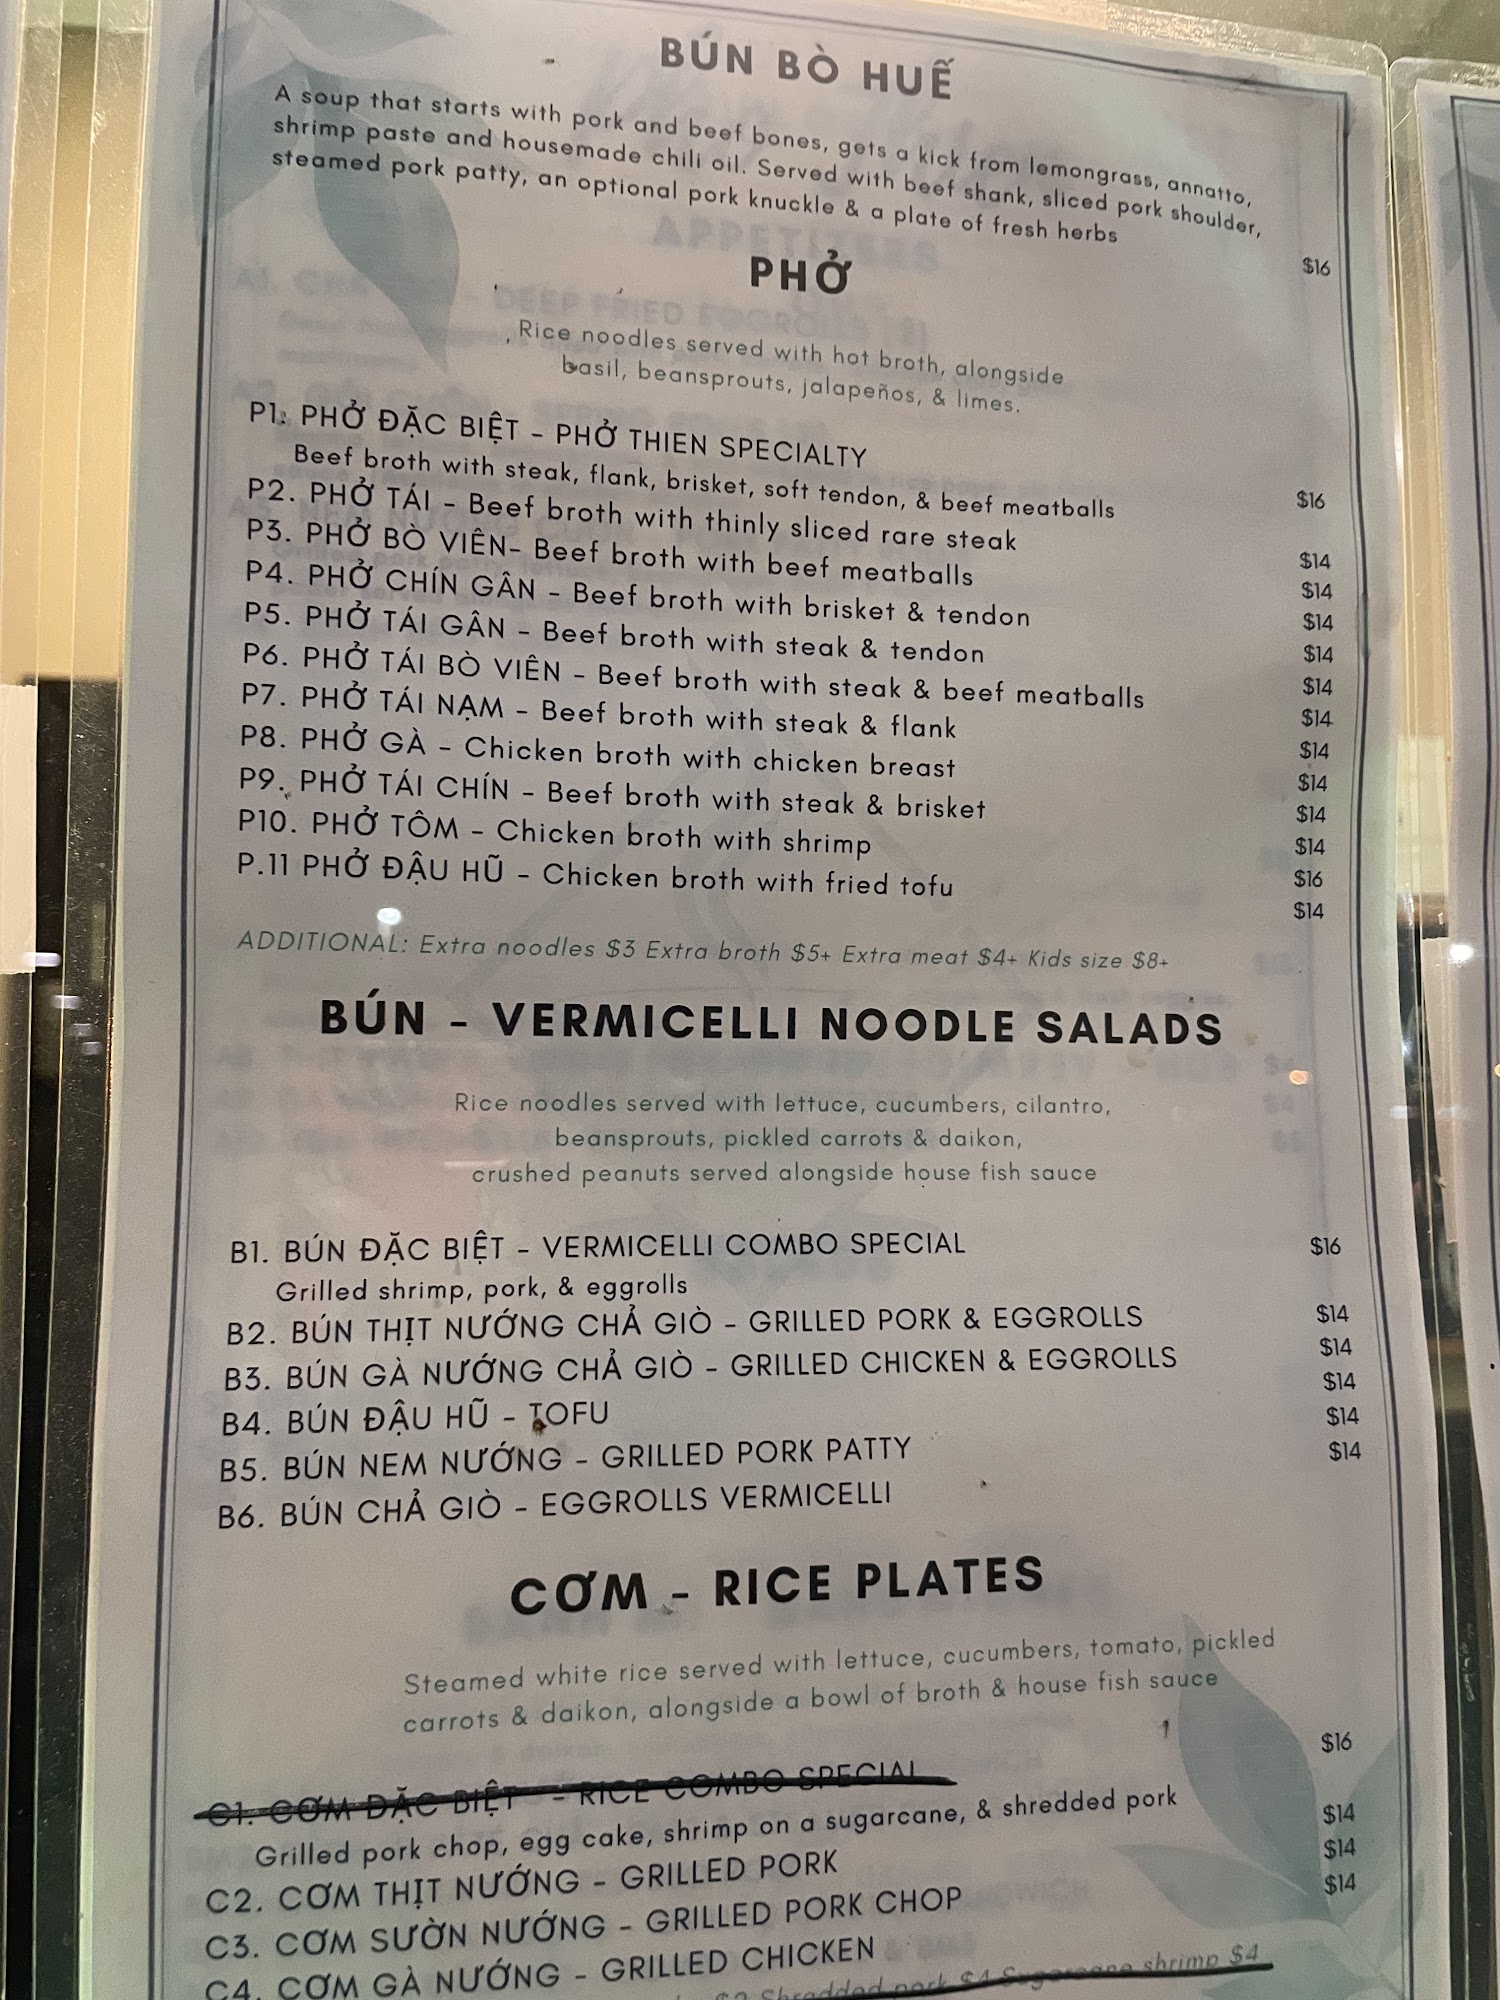 BÚN BÒ HUẾ
A soup that starts with pork and beef bones, gets a kick from lemongrass, annatto,
shrimp paste and housemade chili oil. Served with beef shank, sliced pork shoulder,
steamed pork patty, an optional pork knuckle & a plate of fresh herbs
$16
PHỞ
Rice noodles served with hot broth, alongside
basil, beansprouts, jalapeños, & limes.
P1. PHỞ ĐẶC BIỆT - PHỞ THIEN SPECIALTY
Beef broth with steak, flank, brisket, soft tendon, & beef meatballs $16
P2. PHỞ TÁI - Beef broth with thinly sliced rare steak $14
P3. PHỞ BÒ VIÊN- Beef broth with beef meatballs $14
P4. PHỞ CHÍN GÂN - Beef broth with brisket & tendon $14
P5. PHỞ TÁI GÂN - Beef broth with steak & tendon $14
P6. PHỞ TÁI BÒ VIÊN - Beef broth with steak & beef meatballs $14
P7. PHỞ TÁI NẠM - Beef broth with steak & flank $14
P8. PHỞ GÀ - Chicken broth with chicken breast $14
P9. PHỞ TÁI CHÍN - Beef broth with steak & brisket $14
P10. PHỞ TÔM - Chicken broth with shrimp $14
P.11 PHỞ ĐẬU HŨ - Chicken broth with fried tofu $14
$16
$14
ADDITIONAL: Extra noodles $3 Extra broth $5+ Extra meat $4+ Kids size $8+
BÚN - VERMICELLI NOODLE SALADS
Rice noodles served with lettuce, cucumbers, cilantro,
beansprouts, pickled carrots & daikon,
crushed peanuts served alongside house fish sauce
B1. BÚN ĐẶC BIỆT - VERMICELLI COMBO SPECIAL $16
Grilled shrimp, pork, & eggrolls
B2. BÚN THỊT NƯỚNG CHẢ GIÒ - GRILLED PORK & EGGROLLS $14
B3. BÚN GÀ NƯỚNG CHẢ GIÒ - GRILLED CHICKEN & EGGROLLS $14
B4. BÚN ĐẬU HŨ - TOFU $14
B5. BÚN NEM NƯỚNG - GRILLED PORK PATTY $14
B6. BÚN CHẢ GIÒ - EGGROLLS VERMICELLI $14
CƠM - RICE PLATES
Steamed white rice served with lettuce, cucumbers, tomato, pickled
carrots & daikon, alongside a bowl of broth & house fish sauce
C1. CƠM ĐẶC BIỆT - RICE COMBO SPECIAL $16
Grilled pork chop, egg cake, shrimp on a sugarcane, & shredded pork
C2. CƠM THỊT NƯỚNG - GRILLED PORK $14
C3. CƠM SƯỜN NƯỚNG - GRILLED PORK CHOP $14
C4. CƠM GÀ NƯỚNG - GRILLED CHICKEN $14
Shredded pork $4 Sugarcane shrimp $4